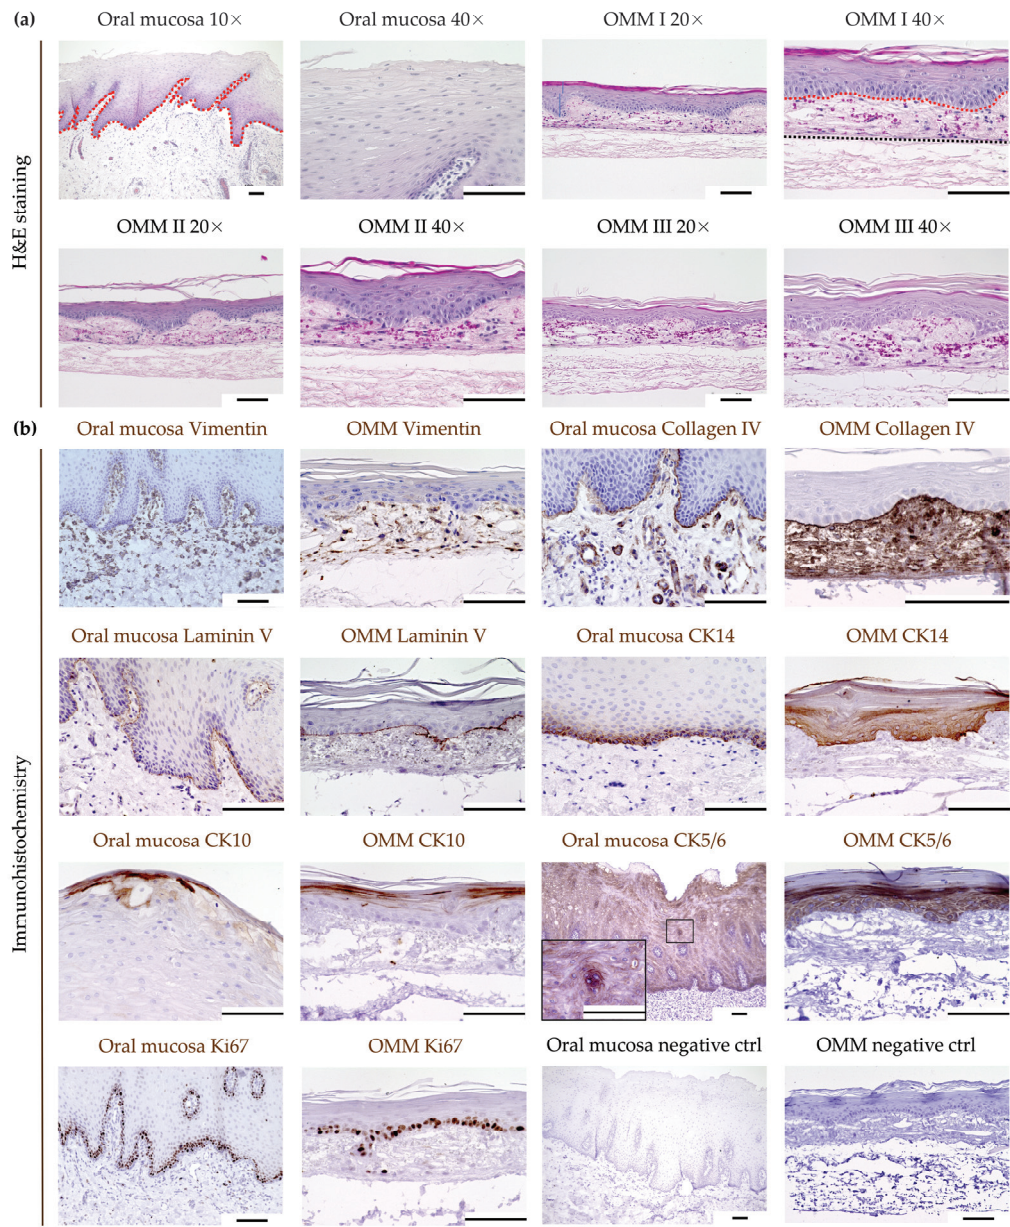 (a)
Oral mucosa 10×
Oral mucosa 40×
OMM I 20×
OMM I 40×
H&E staining
OMM II 20×
OMM II 40×
OMM III 20×
OMM III 40×
(b)
Oral mucosa Vimentin
OMM Vimentin
Oral mucosa Collagen IV
OMM Collagen IV
Immunohistochemistry
Oral mucosa Laminin V
OMM Laminin V
Oral mucosa CK14
OMM CK14
Oral mucosa CK10
OMM CK10
Oral mucosa CK5/6
OMM CK5/6
Oral mucosa Ki67
OMM Ki67
Oral mucosa negative ctrl
OMM negative ctrl